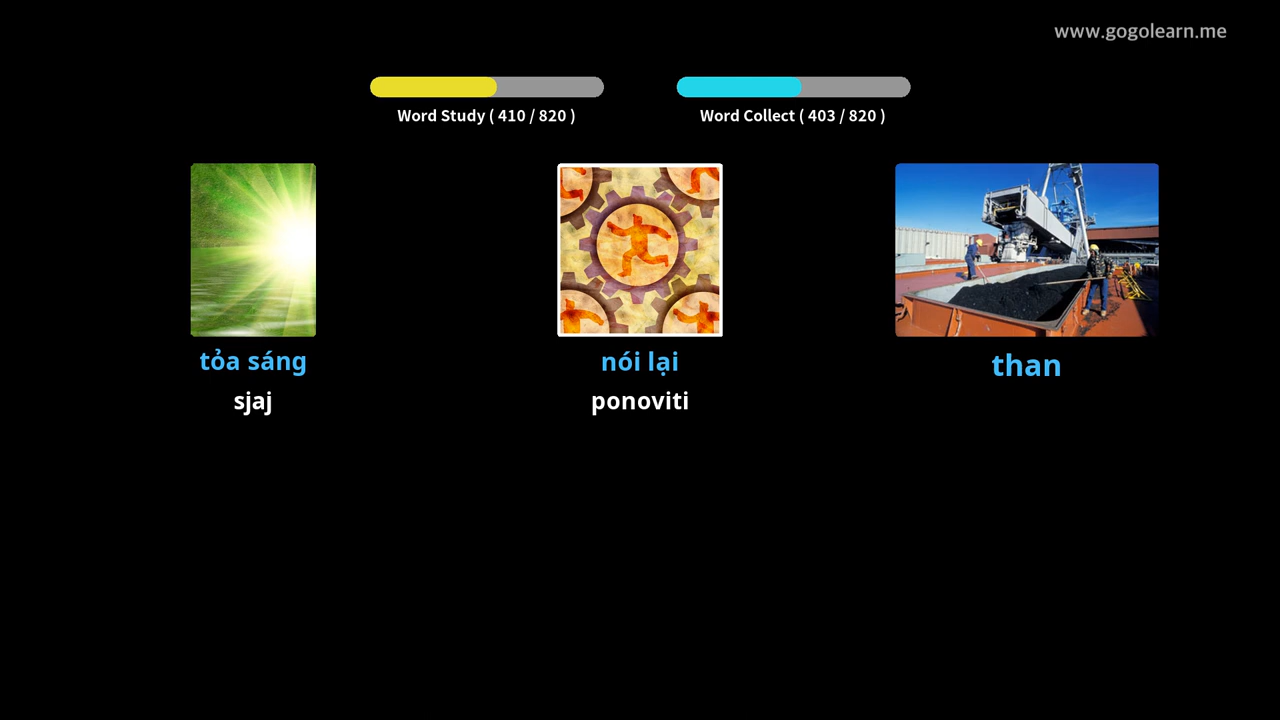 www.gogolearn.me
Word Study ( 410 / 820 )
Word Collect ( 403 / 820 )
tỏa sáng
sjaj
nói lại
ponoviti
than